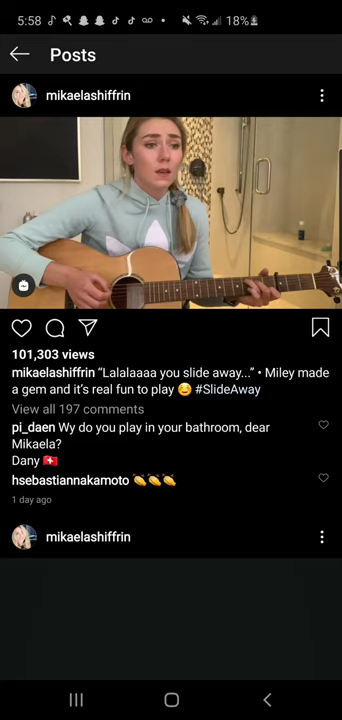 5:58 18%
Posts
mikaelashiffrin
101,303 views
mikaelashiffrin “Lalalaaaa you slide away...” • Miley made
a gem and it’s real fun to play 😊 #SlideAway
View all 197 comments
pi_daen Wy do you play in your bathroom, dear
Mikaela?
Dany 🇨🇭
hsebastiannakamoto 👏👏👏
1 day ago
mikaelashiffrin